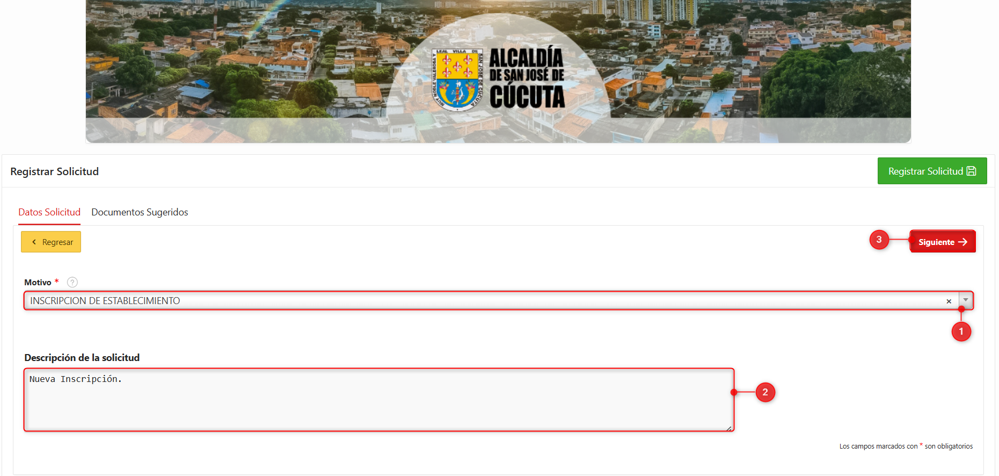 LEAL VILLA DE
MUY NOBLE VALEROSA Y
SAN JOSE DE CUCUTA
ALCALDÍA
DE SAN JOSÉ DE
CÚCUTA
Registrar Solicitud
Registrar Solicitud
Datos Solicitud Documentos Sugeridos
Regresar
3
Siguiente →
Motivo * ?
INSCRIPCION DE ESTABLECIMIENTO ×
1
Descripción de la solicitud
Nueva Inscripción.
2
Los campos marcados con * son obligatorios